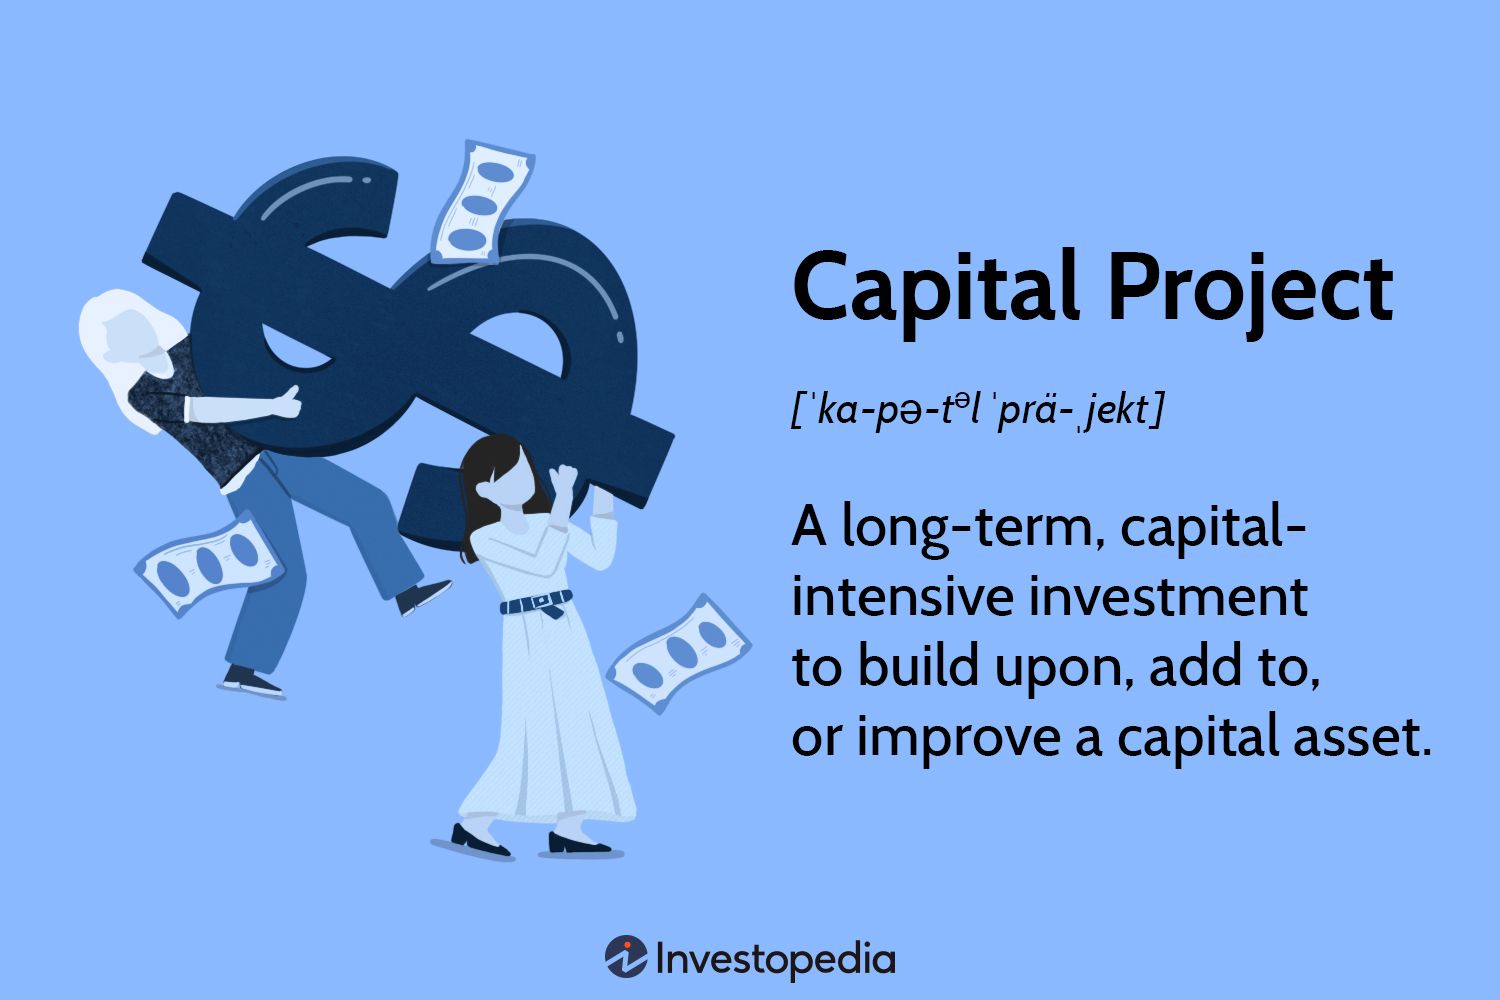 Capital Project
[ˈka-pə-tᵊl ˈprä-ˌjekt]
A long-term, capital-
intensive investment
to build upon, add to,
or improve a capital asset.
Investopedia